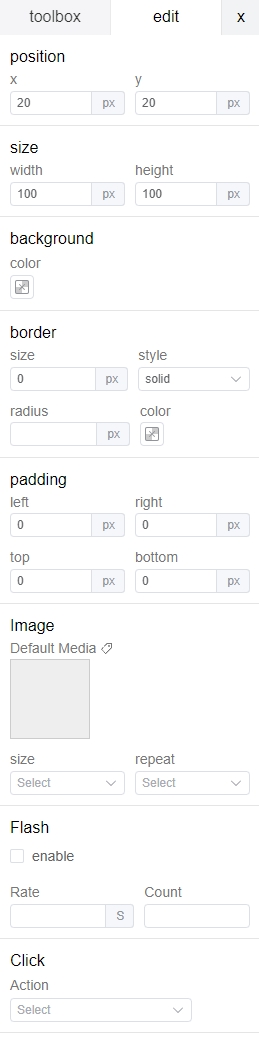 toolbox edit x
position
x y
20 px 20 px
size
width height
100 px 100 px
background
color
border
size style
0 px solid
radius color
px
padding
left right
0 px 0 px
top bottom
0 px 0 px
Image
Default Media
size repeat
Select Select
Flash
enable
Rate Count
S
Click
Action
Select